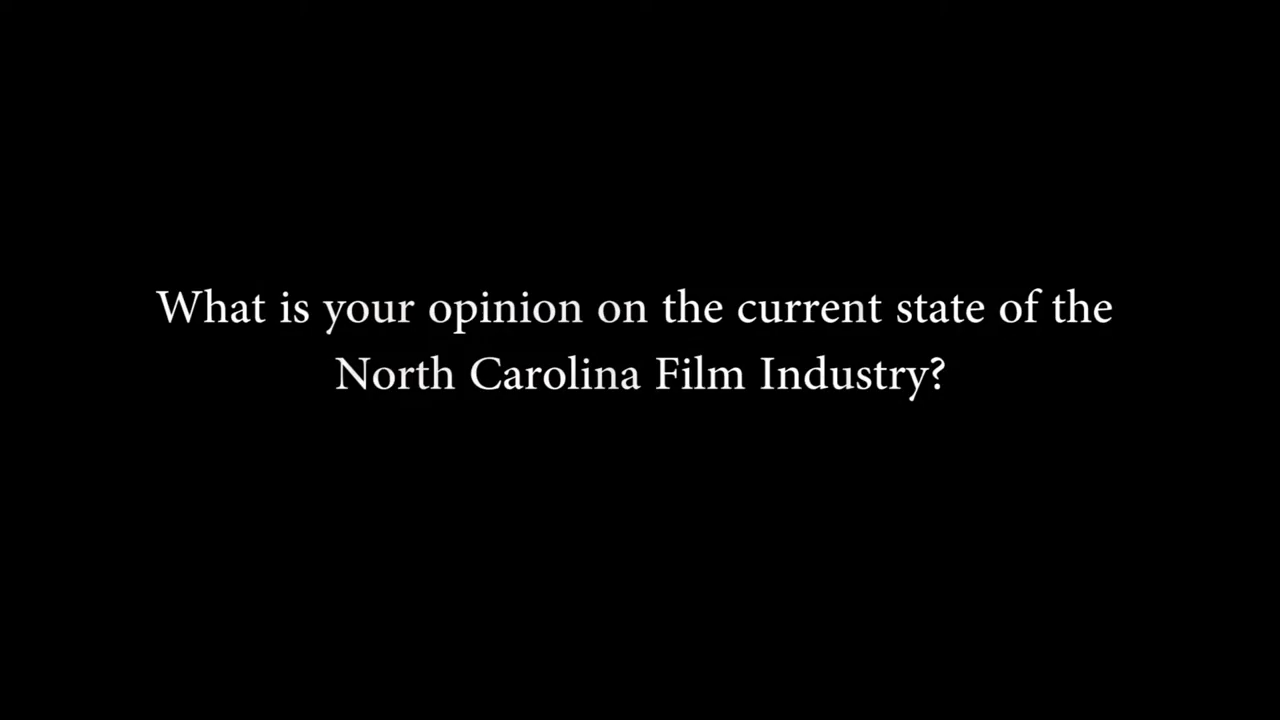 What is your opinion on the current state of the
North Carolina Film Industry?